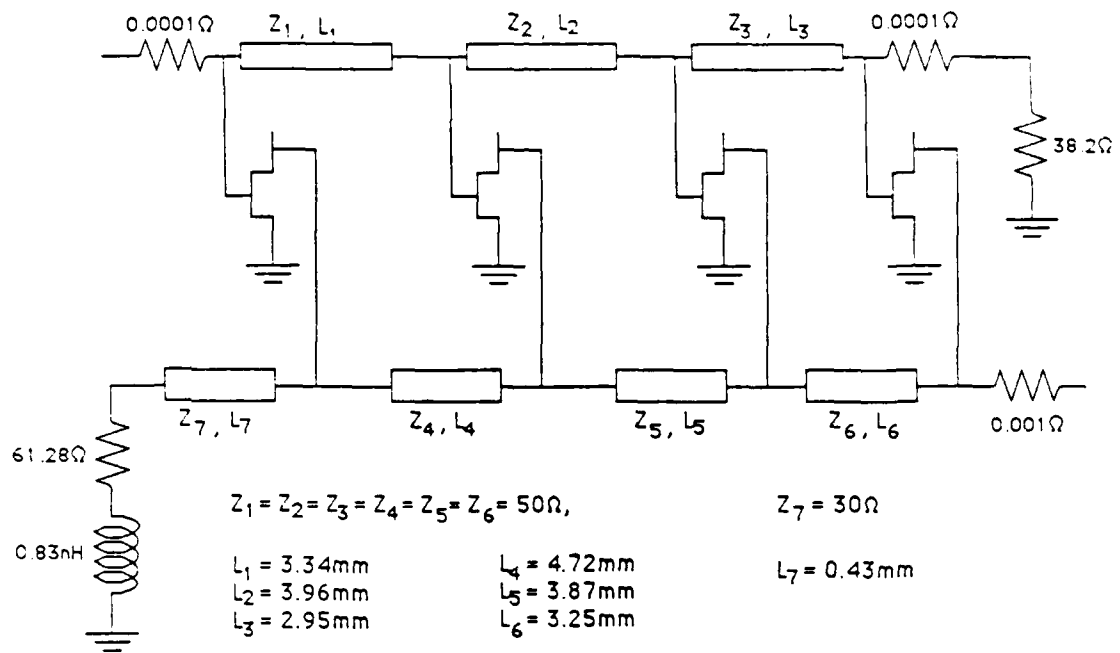 0.0001Ω
Z₁, L₁
Z₂, L₂
Z₃, L₃
0.0001Ω
38.2Ω
Z₇, L₇
Z₄, L₄
Z₅, L₅
Z₆, L₆
0.001Ω
61.28Ω
0.83nH
Z₁ = Z₂ = Z₃ = Z₄ = Z₅ = Z₆ = 50Ω,
Z₇ = 30Ω
L₁ = 3.34mm
L₂ = 3.96mm
L₃ = 2.95mm
L₄ = 4.72mm
L₅ = 3.87mm
L₆ = 3.25mm
L₇ = 0.43mm